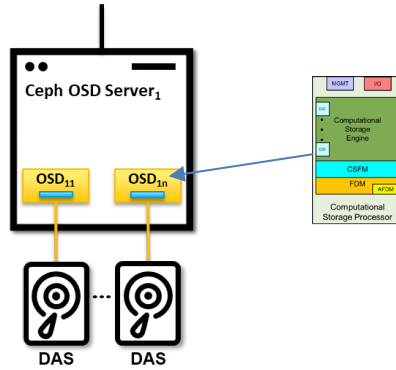 Ceph OSD Server1
OSD11
OSD1n
DAS
DAS
MGMT
I/O
CSF
Computational
Storage
Engine
CSF
CSFM
FDM
AFDM
Computational
Storage Processor